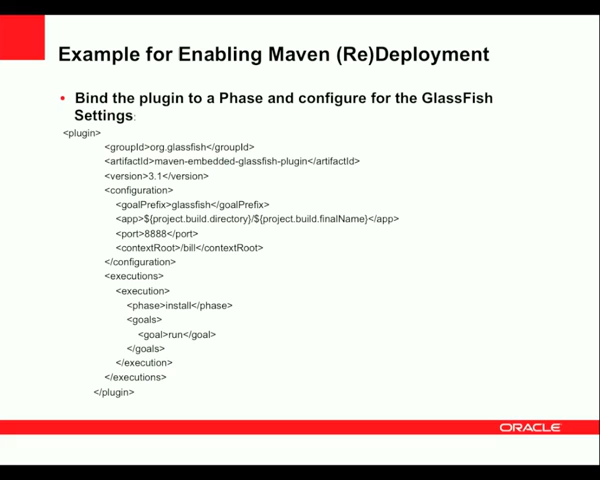 Example for Enabling Maven (Re)Deployment
• Bind the plugin to a Phase and configure for the GlassFish
Settings:
<plugin>
<groupId>org.glassfish</groupId>
<artifactId>maven-embedded-glassfish-plugin</artifactId>
<version>3.1</version>
<configuration>
<goalPrefix>glassfish</goalPrefix>
<app>${project.build.directory}/${project.build.finalName}</app>
<port>8888</port>
<contextRoot>/bill</contextRoot>
</configuration>
<executions>
<execution>
<phase>install</phase>
<goals>
<goal>run</goal>
</goals>
</execution>
</executions>
</plugin>
ORACLE